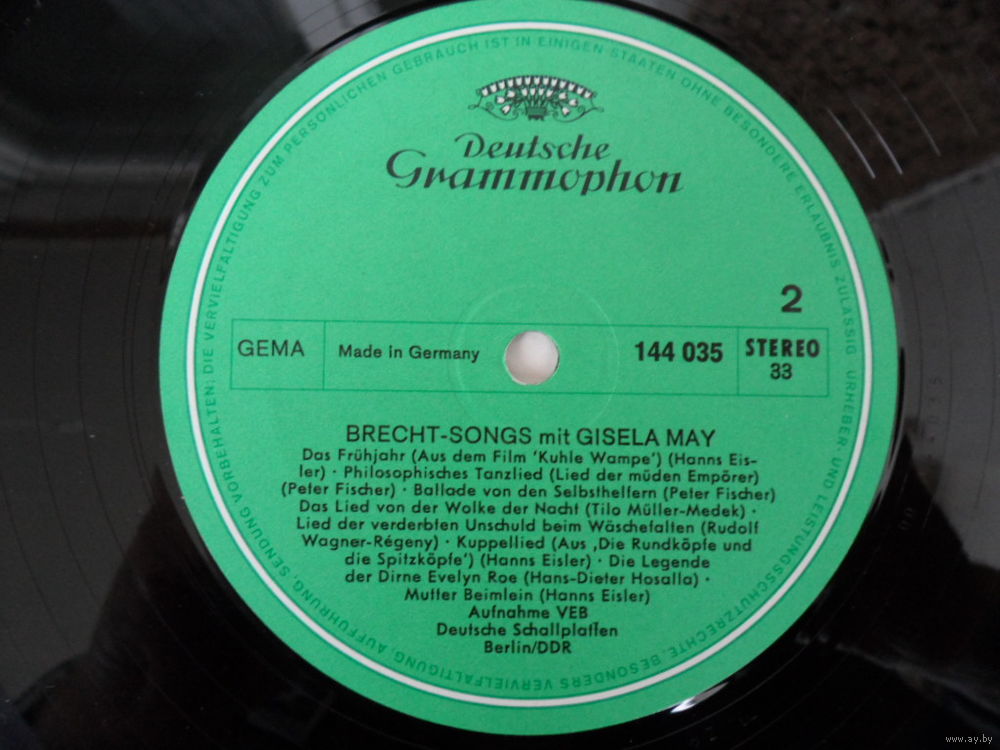 DIE VERVIELFÄLTIGUNG ZUM PERSÖNLICHEN GEBRAUCH IST IN EINIGEN STAATEN OHNE BESONDERE ERLAUBNIS ZULÄSSIG. URHEBER- UND LEISTUNGSSCHUTZRECHTE, BESONDERS VERVIELFÄLTIGUNG, AUFFÜHRUNG, SENDUNG VORBEHALTEN;
Deutsche
Grammophon
2
GEMA
Made in Germany
144 035
STEREO
33
BRECHT-SONGS mit GISELA MAY
Das Frühjahr (Aus dem Film 'Kuhle Wampe') (Hanns Eis-
ler) · Philosophisches Tanzlied (Lied der müden Empörer)
(Peter Fischer) · Ballade von den Selbsthelfern (Peter Fischer)
Das Lied von der Wolke der Nacht (Tilo Müller-Medek) ·
Lied der verderbten Unschuld beim Wäschefalten (Rudolf
Wagner-Régeny) · Kuppellied (Aus ‚Die Rundköpfe und
die Spitzköpfe') (Hanns Eisler) · Die Legende
der Dirne Evelyn Roe (Hans-Dieter Hosalla) ·
Mutter Beimlein (Hanns Eisler)
Aufnahme VEB
Deutsche Schallplatten
Berlin/DDR
www.ay.by